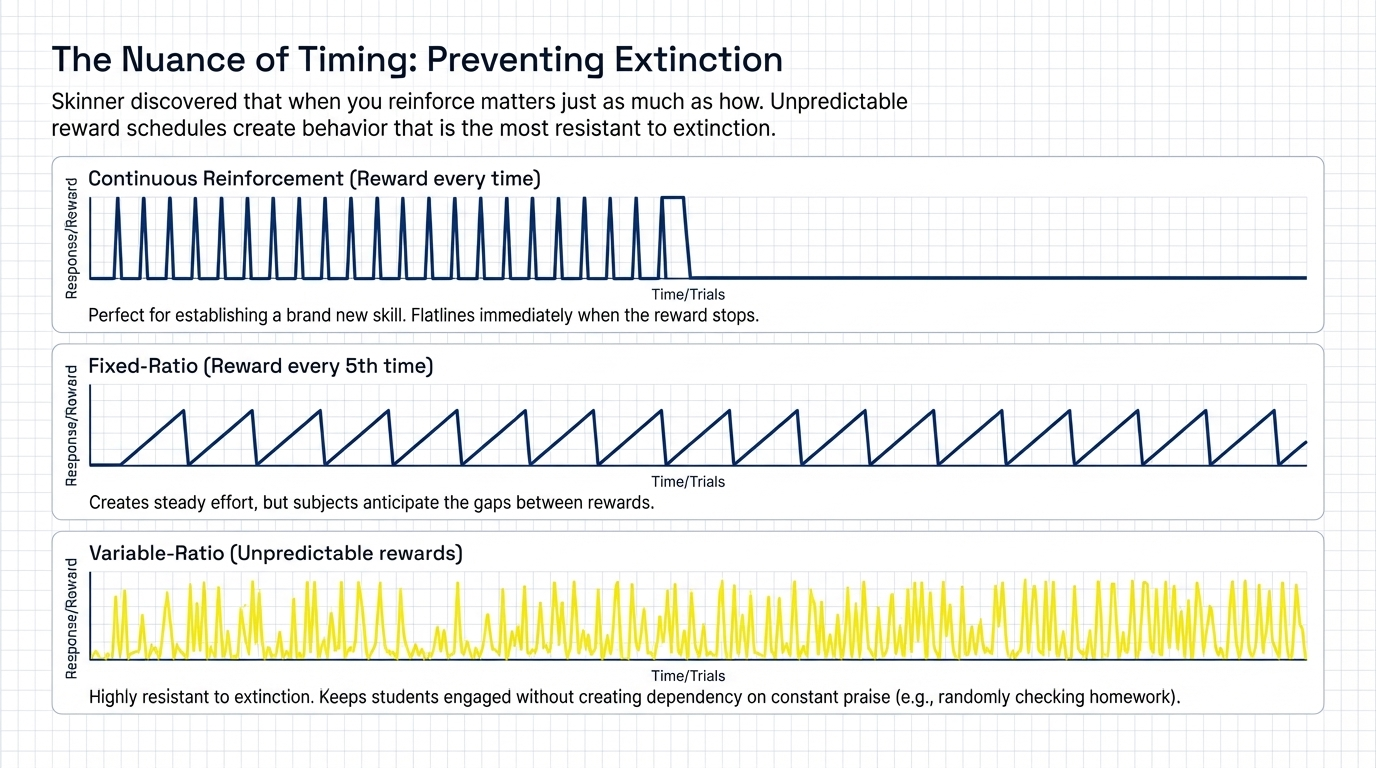 The Nuance of Timing: Preventing Extinction
Skinner discovered that when you reinforce matters just as much as how. Unpredictable
reward schedules create behavior that is the most resistant to extinction.
Continuous Reinforcement (Reward every time)
Response/Reward
Time/Trials
Perfect for establishing a brand new skill. Flatlines immediately when the reward stops.
Fixed-Ratio (Reward every 5th time)
Response/Reward
Time/Trials
Creates steady effort, but subjects anticipate the gaps between rewards.
Variable-Ratio (Unpredictable rewards)
Response/Reward
Time/Trials
Highly resistant to extinction. Keeps students engaged without creating dependency on constant praise (e.g., randomly checking homework).